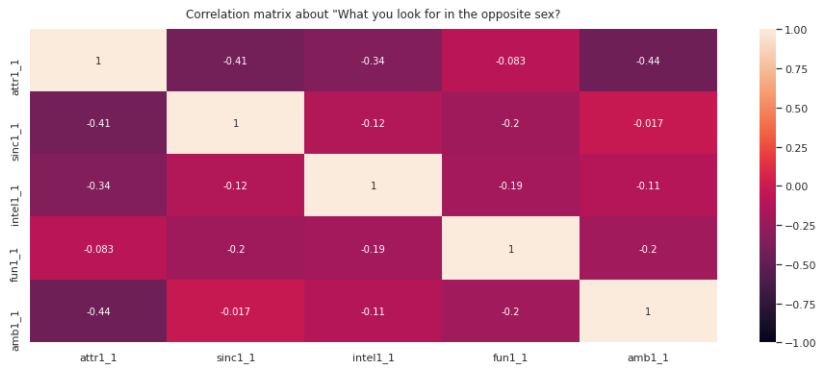 Correlation matrix about "What you look for in the opposite sex?
attr1_1 1 -0.41 -0.34 -0.083 -0.44
sinc1_1 -0.41 1 -0.12 -0.2 -0.017
intel1_1 -0.34 -0.12 1 -0.19 -0.11
fun1_1 -0.083 -0.2 -0.19 1 -0.2
amb1_1 -0.44 -0.017 -0.11 -0.2 1
attr1_1 sinc1_1 intel1_1 fun1_1 amb1_1
1.00
0.75
0.50
0.25
0.00
-0.25
-0.50
-0.75
-1.00